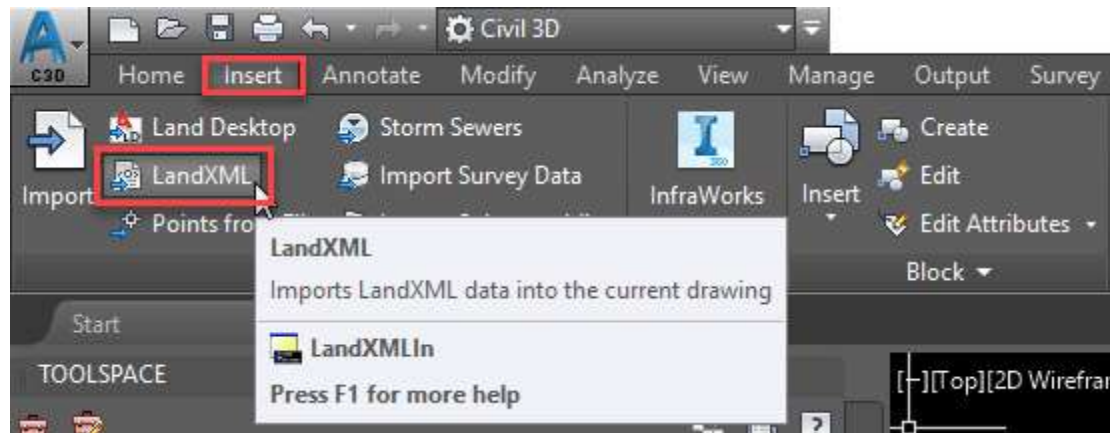 Civil 3D
C3D Home Insert Annotate Modify Analyze View Manage Output Survey
Land Desktop Storm Sewers Create
LandXML Import Survey Data Edit
Import InfraWorks Insert
Points fro Edit Attributes
Block
LandXML
Imports LandXML data into the current drawing
Start
LandXMLIn
TOOLSPACE
[-][Top][2D Wirefra
Press F1 for more help